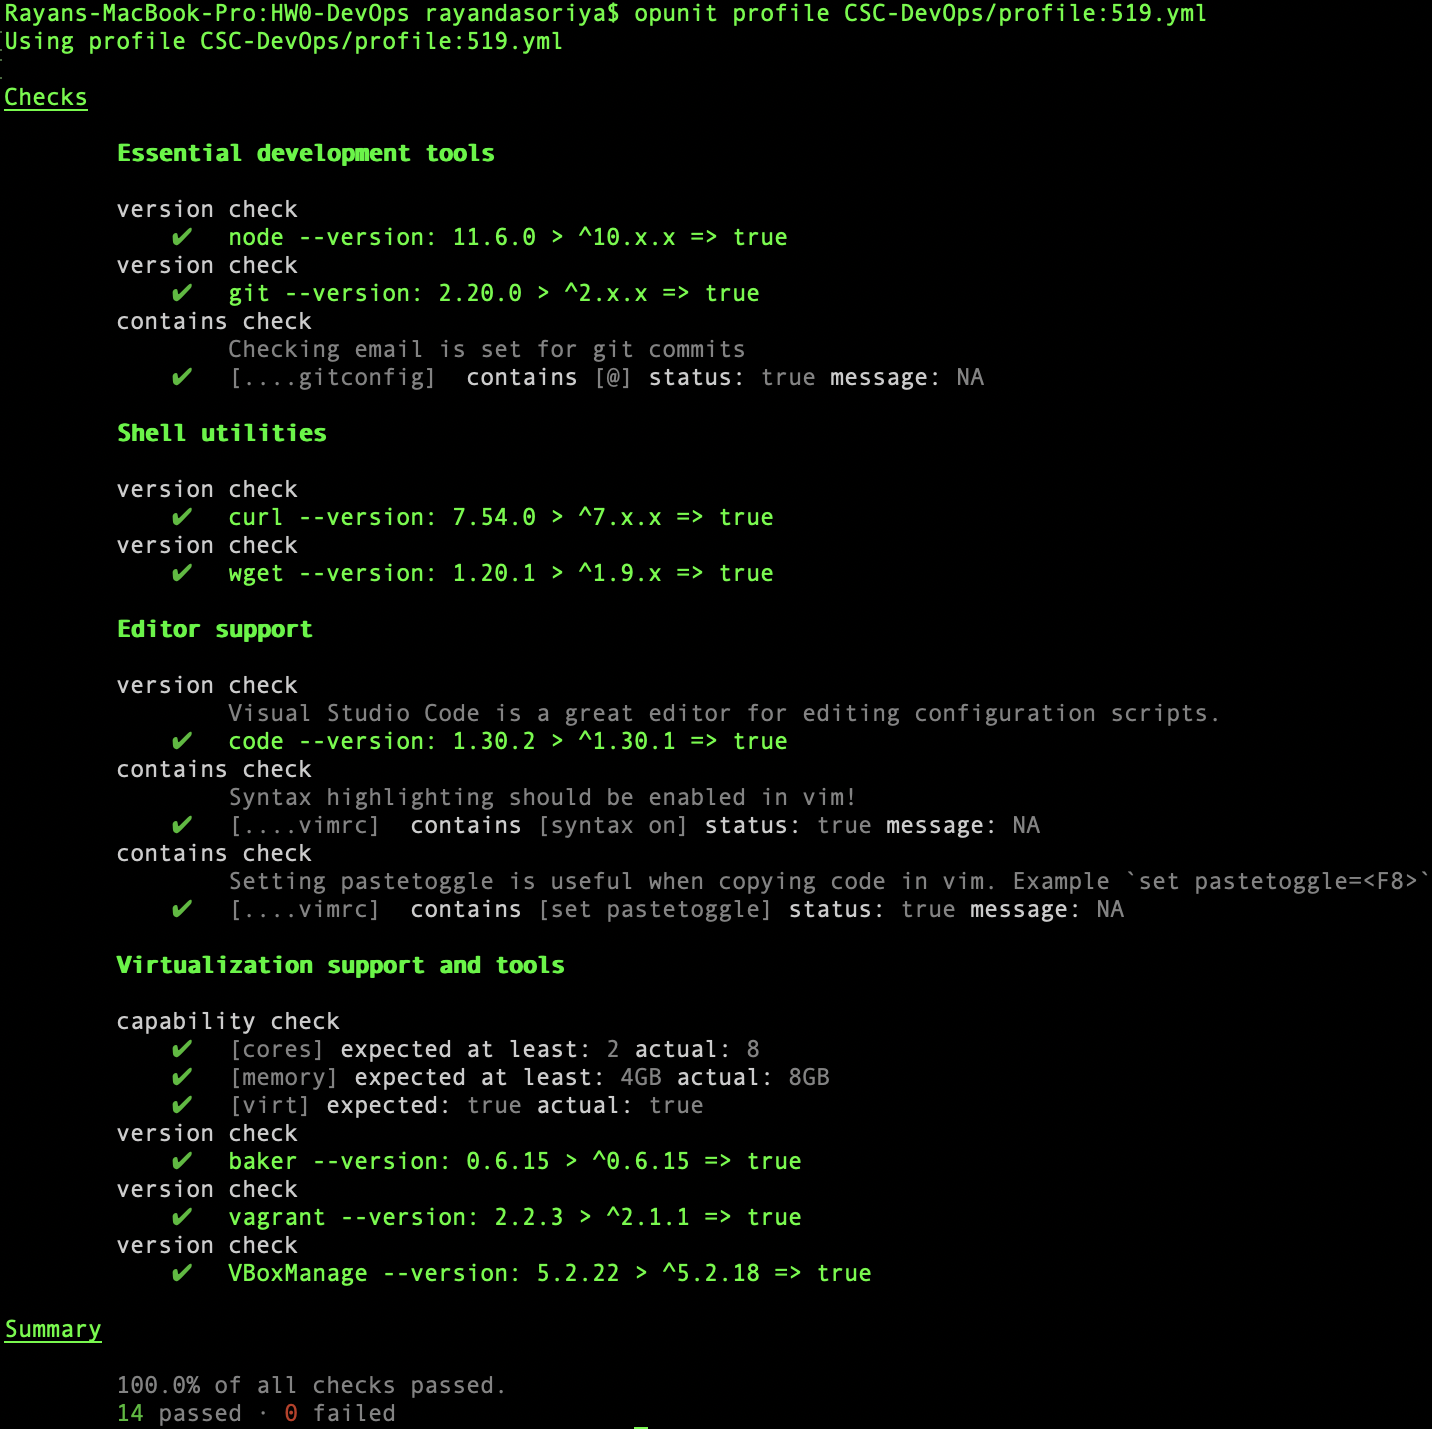 Rayans-MacBook-Pro:HW0-DevOps rayandasoriya$ opunit profile CSC-DevOps/profile:519.yml
Using profile CSC-DevOps/profile:519.yml
Checks
Essential development tools
version check
✔ node --version: 11.6.0 > ^10.x.x => true
version check
✔ git --version: 2.20.0 > ^2.x.x => true
contains check
Checking email is set for git commits
✔ [....gitconfig]  contains [@] status: true message: NA
Shell utilities
version check
✔ curl --version: 7.54.0 > ^7.x.x => true
version check
✔ wget --version: 1.20.1 > ^1.9.x => true
Editor support
version check
Visual Studio Code is a great editor for editing configuration scripts.
✔ code --version: 1.30.2 > ^1.30.1 => true
contains check
Syntax highlighting should be enabled in vim!
✔ [....vimrc]  contains [syntax on] status: true message: NA
contains check
Setting pastetoggle is useful when copying code in vim. Example `set pastetoggle=<F8>`
✔ [....vimrc]  contains [set pastetoggle] status: true message: NA
Virtualization support and tools
capability check
✔ [cores] expected at least: 2 actual: 8
✔ [memory] expected at least: 4GB actual: 8GB
✔ [virt] expected: true actual: true
version check
✔ baker --version: 0.6.15 > ^0.6.15 => true
version check
✔ vagrant --version: 2.2.3 > ^2.1.1 => true
version check
✔ VBoxManage --version: 5.2.22 > ^5.2.18 => true
Summary
100.0% of all checks passed.
14 passed · 0 failed